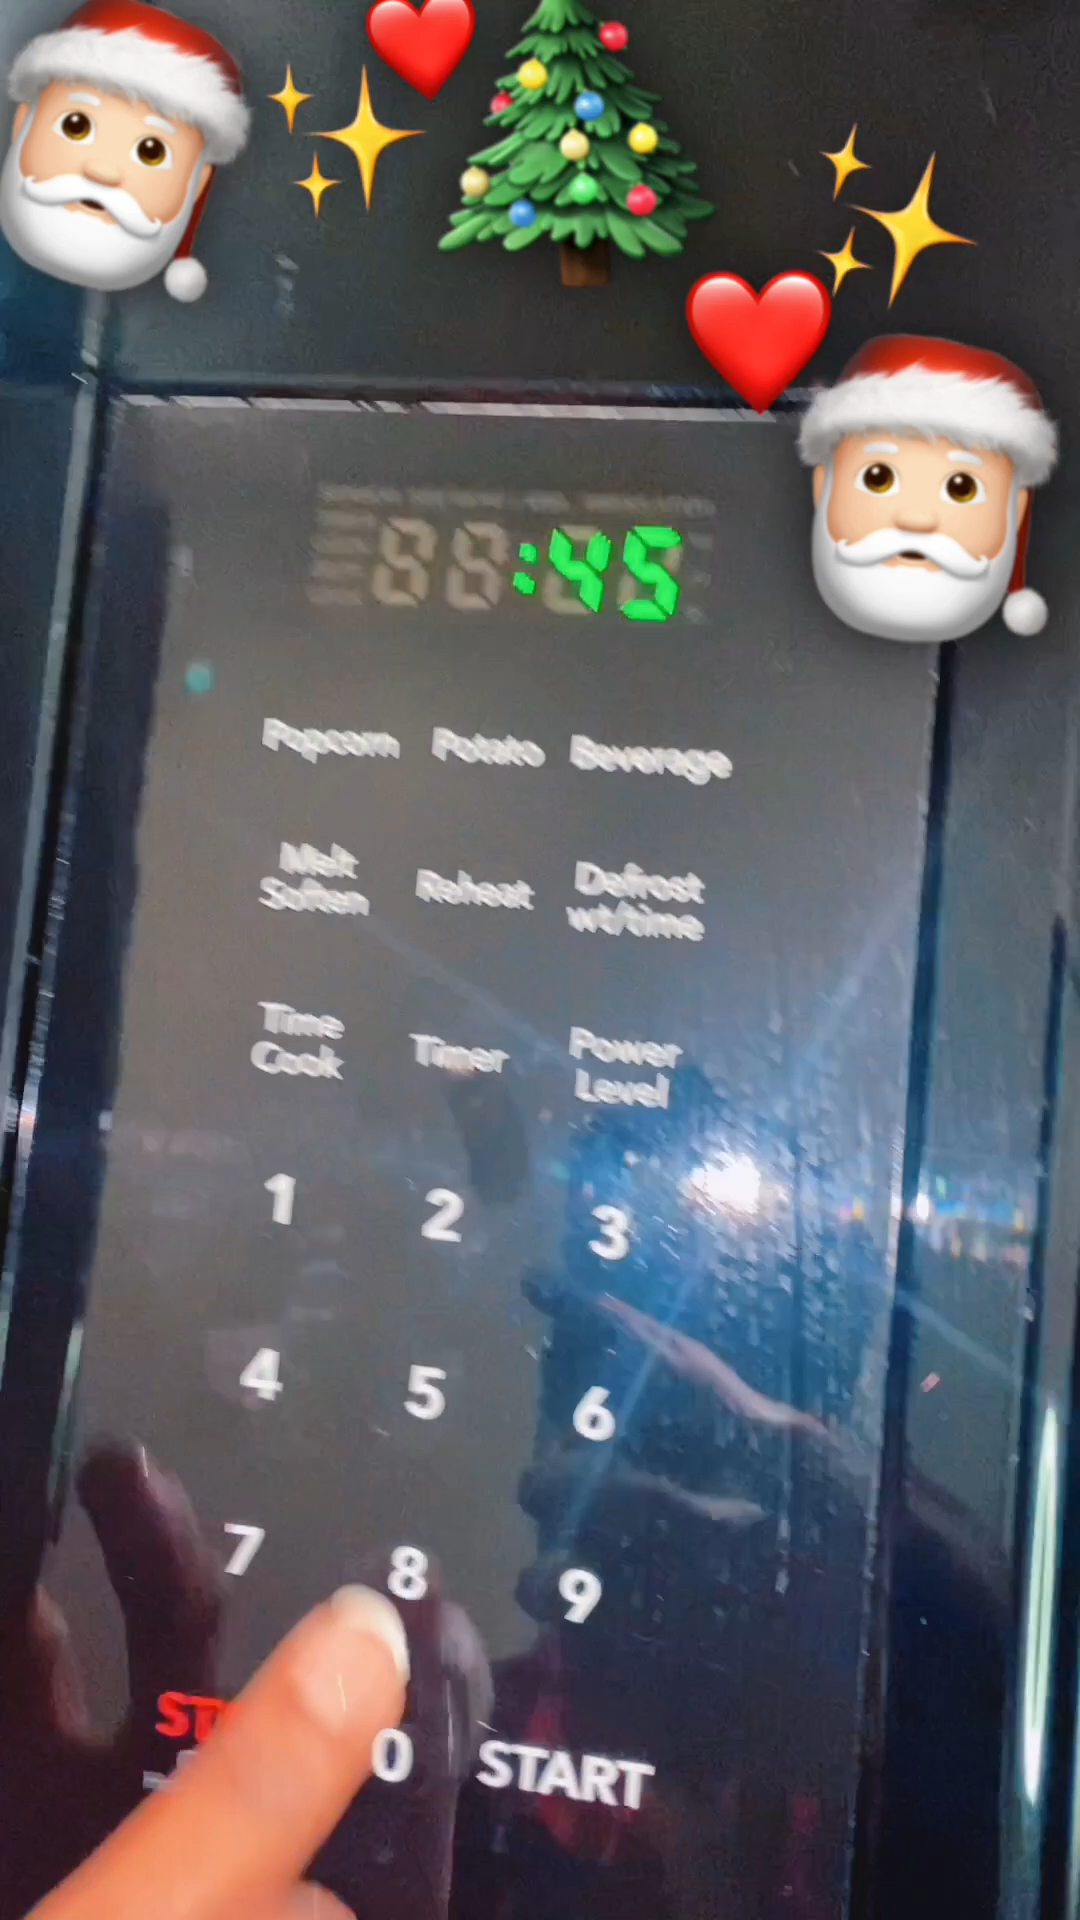 :45
Popcorn Potato Beverage
Melt
Soften
Reheat
Defrost
wt/time
Time
Cook
Timer
Power
Level
1 2 3
4 5 6
7 8 9
ST
0 START